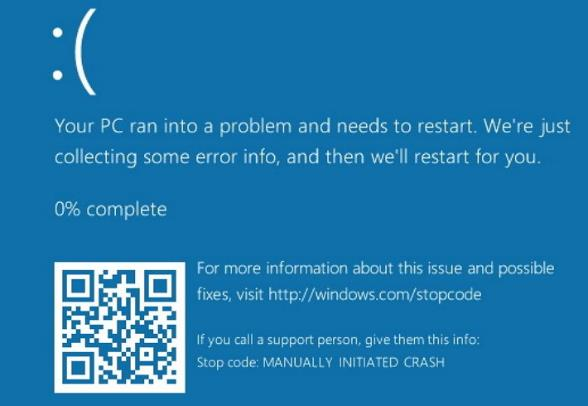 :(
Your PC ran into a problem and needs to restart. We're just
collecting some error info, and then we'll restart for you.
0% complete
For more information about this issue and possible
fixes, visit http://windows.com/stopcode
If you call a support person, give them this info:
Stop code: MANUALLY INITIATED CRASH